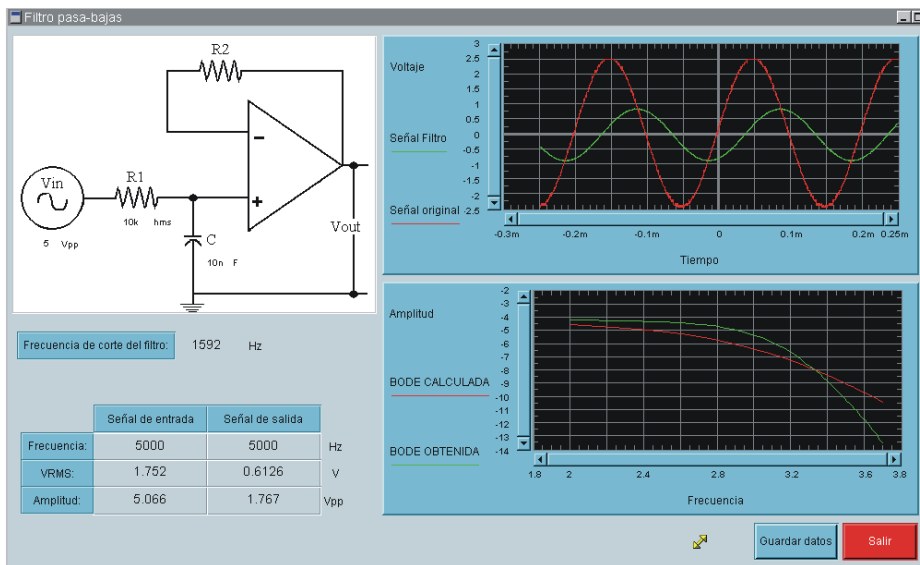 Filtro pasa-bajas
R2
R1
Vin
10k hms
5 Vpp
C
10n F
Vout
Voltaje
Señal Filtro
Señal original
3
2.5
2
1.5
1
0.5
0
-0.5
-1
-1.5
-2
-2.5
-0.3m -0.2m -0.1m 0 0.1m 0.2m 0.25m
Tiempo
Amplitud
BODE CALCULADA
BODE OBTENIDA
-2
-3
-4
-5
-6
-7
-8
-9
-10
-11
-12
-13
-14
1.8 2 2.4 2.8 3.2 3.6 3.8
Frecuencia
Frecuencia de corte del filtro: 1592 Hz
Señal de entrada Señal de salida
Frecuencia: 5000 5000 Hz
VRMS: 1.752 0.6126 V
Amplitud: 5.066 1.767 Vpp
Guardar datos
Salir